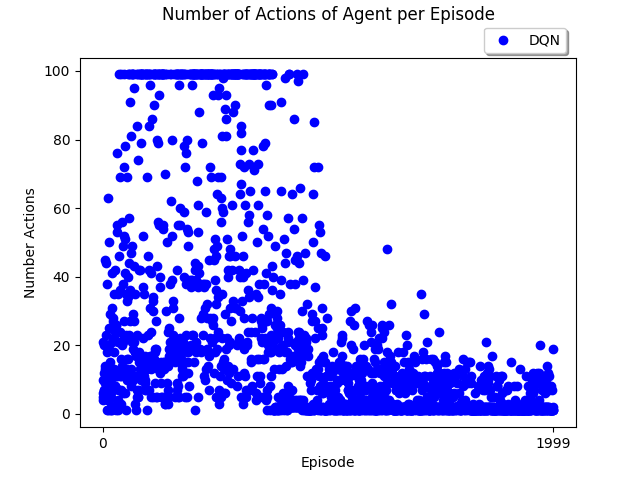 Number of Actions of Agent per Episode
DQN
100
80
60
40
20
0
Number Actions
0
1999
Episode